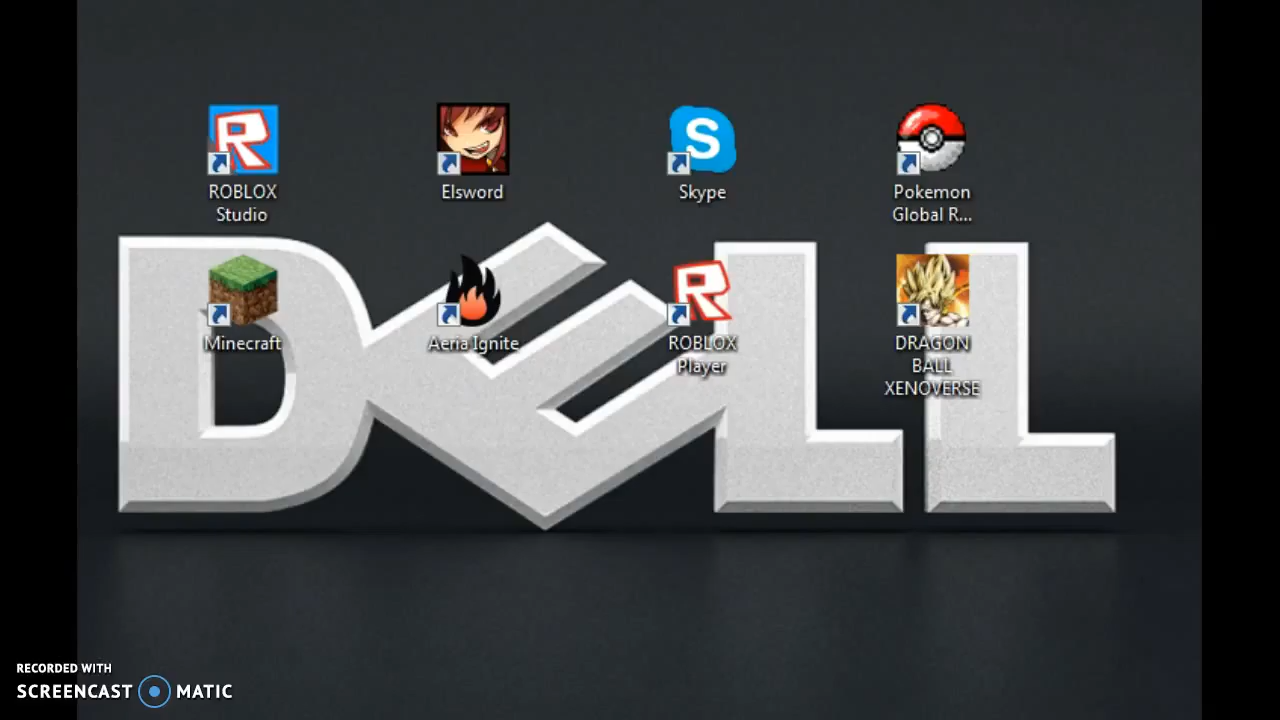 ROBLOX
Studio
Elsword
S
Skype
Pokemon
Global R...
Minecraft
Aeria Ignite
R
ROBLOX
Player
DRAGON
BALL
XENOVERSE
R
DELL
RECORDED WITH
SCREENCAST MATIC